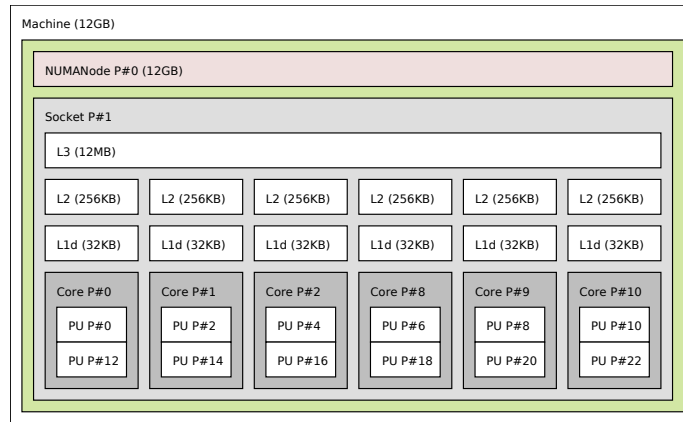 Machine (12GB)
NUMANode P#0 (12GB)
Socket P#1
L3 (12MB)
L2 (256KB) L2 (256KB) L2 (256KB) L2 (256KB) L2 (256KB) L2 (256KB)
L1d (32KB) L1d (32KB) L1d (32KB) L1d (32KB) L1d (32KB) L1d (32KB)
Core P#0 Core P#1 Core P#2 Core P#8 Core P#9 Core P#10
PU P#0 PU P#2 PU P#4 PU P#6 PU P#8 PU P#10
PU P#12 PU P#14 PU P#16 PU P#18 PU P#20 PU P#22